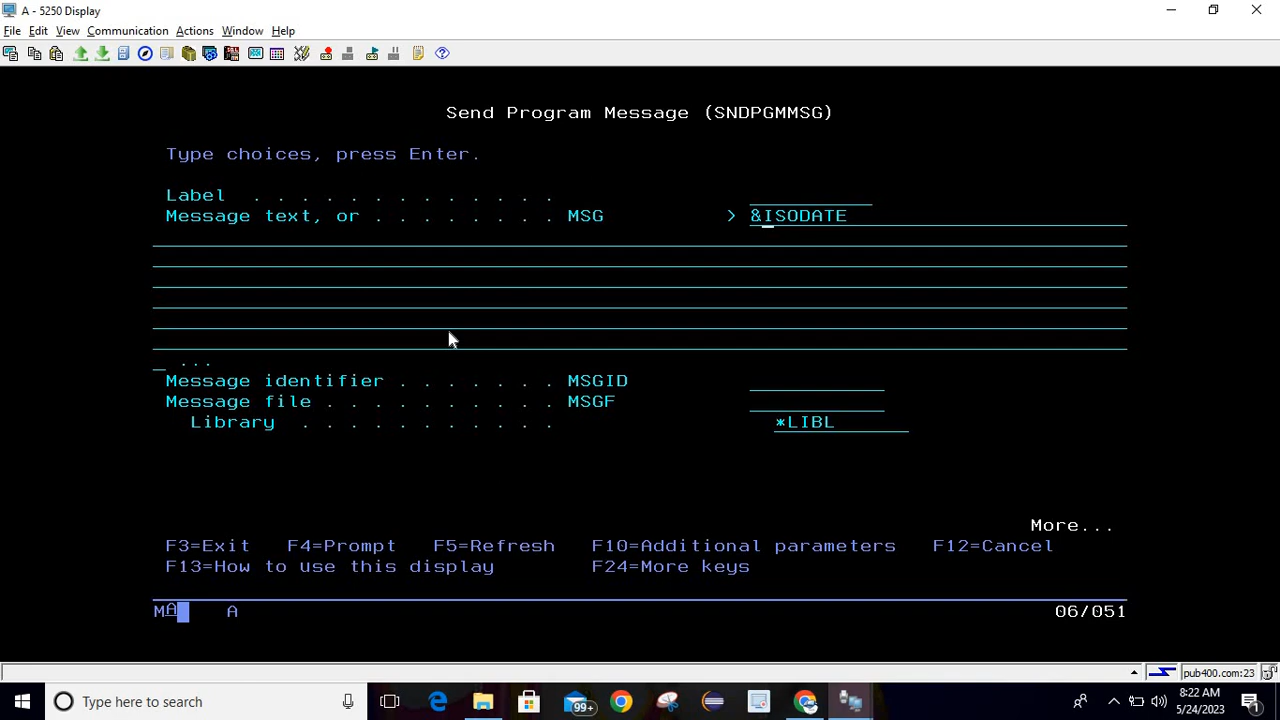 A - 5250 Display
File Edit View Communication Actions Window Help
Send Program Message (SNDPGMMSG)
Type choices, press Enter.
Label . . . . . . . . . . . . .
Message text, or . . . . . . . . MSG > &ISODATE
...
Message identifier . . . . . . . MSGID
Message file . . . . . . . . . . MSGF
Library . . . . . . . . . . . *LIBL
More...
F3=Exit F4=Prompt F5=Refresh F10=Additional parameters F12=Cancel
F13=How to use this display F24=More keys
MA A 06/051
pub400.com:23
Type here to search
99+
8:22 AM
5/24/2023
1